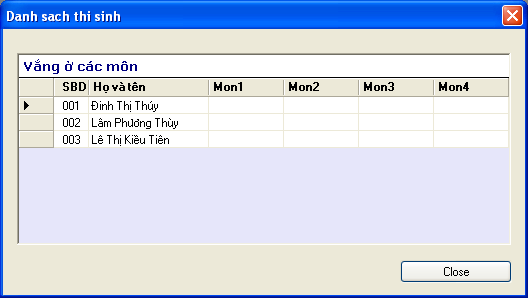 Danh sach thi sinh
Vắng ở các môn
SBD Họ và tên Mon1 Mon2 Mon3 Mon4
001 Đinh Thị Thúy
002 Lâm Phương Thùy
003 Lê Thị Kiều Tiên
Close